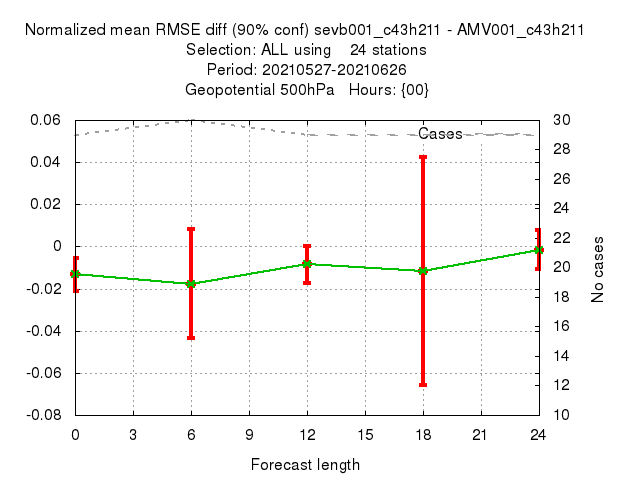 Normalized mean RMSE diff (90% conf) sevb001_c43h211 - AMV001_c43h211
Selection: ALL using 24 stations
Period: 20210527-20210626
Geopotential 500hPa Hours: {00}
Cases
0.06
0.04
0.02
0
-0.02
-0.04
-0.06
-0.08
30
28
26
24
22
20
18
16
14
12
10
No cases
0 3 6 9 12 15 18 21 24
Forecast length